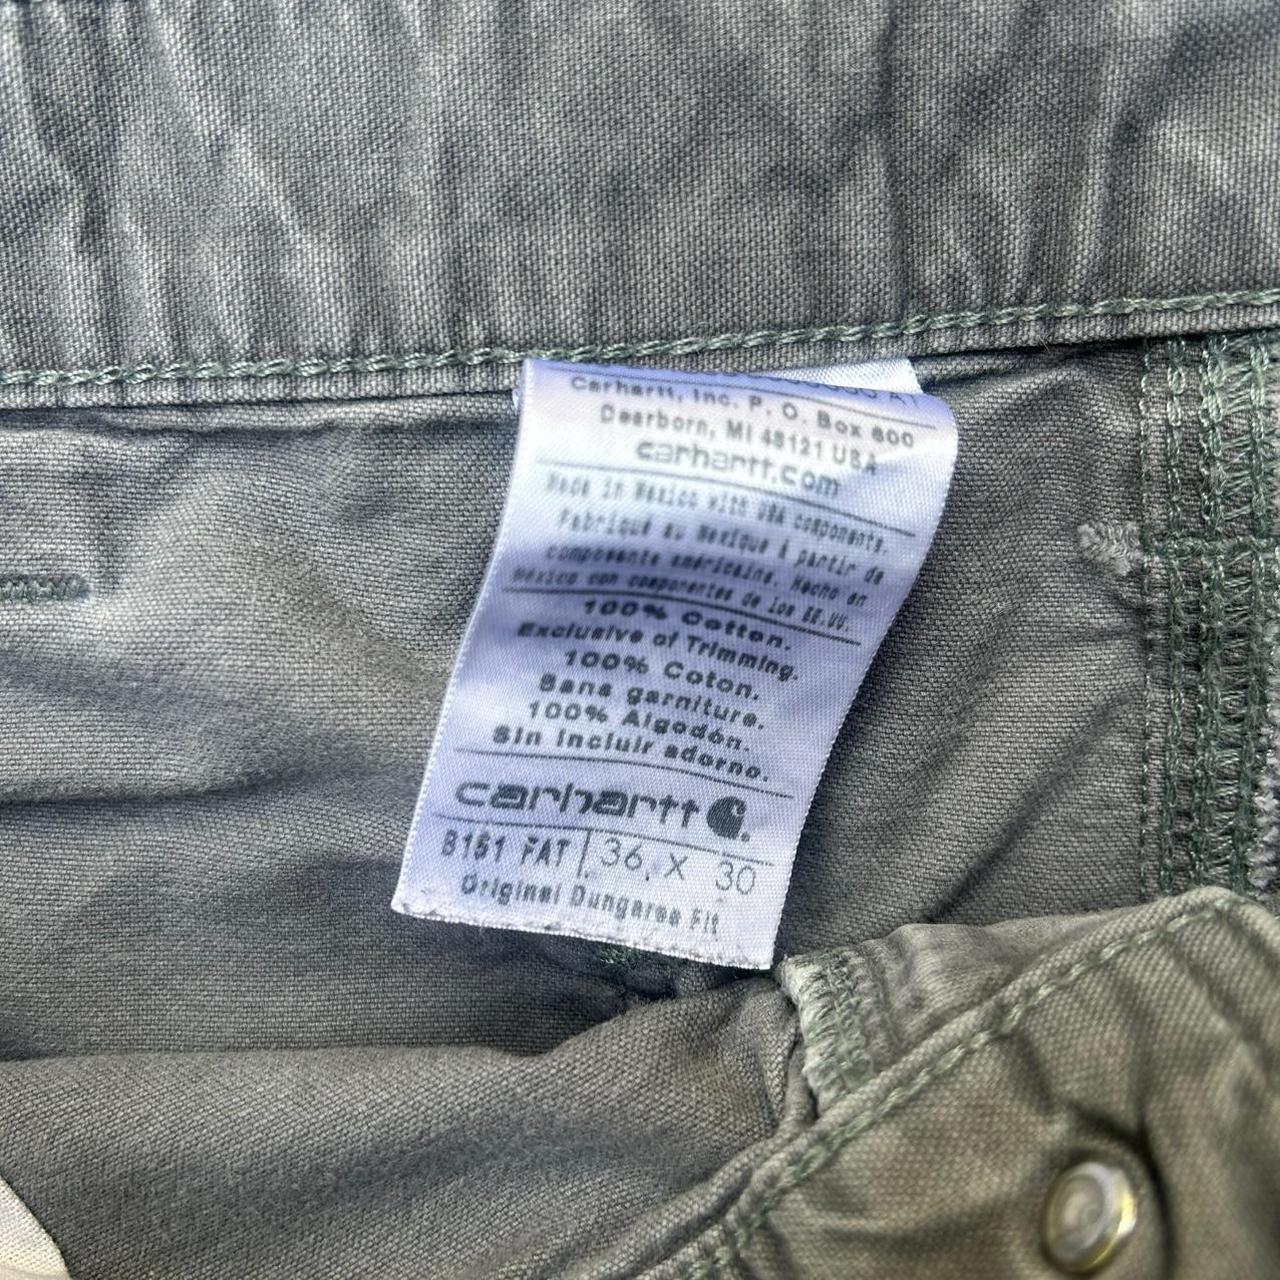 Carhartt, Inc. P. O. Box 600
Dearborn, MI 48121 USA
carhartt.com
Made in Mexico with USA components.
Fabriqué au Mexique à partir de
composante américaine. Hecho en
México con componentes de los EE.UU.
100% Cotton.
Exclusive of Trimming.
100% Coton.
Sans garniture.
100% Algodón.
Sin incluir adorno.
carhartt
B151 FAT 36 X 30
Original Dungaree Fit